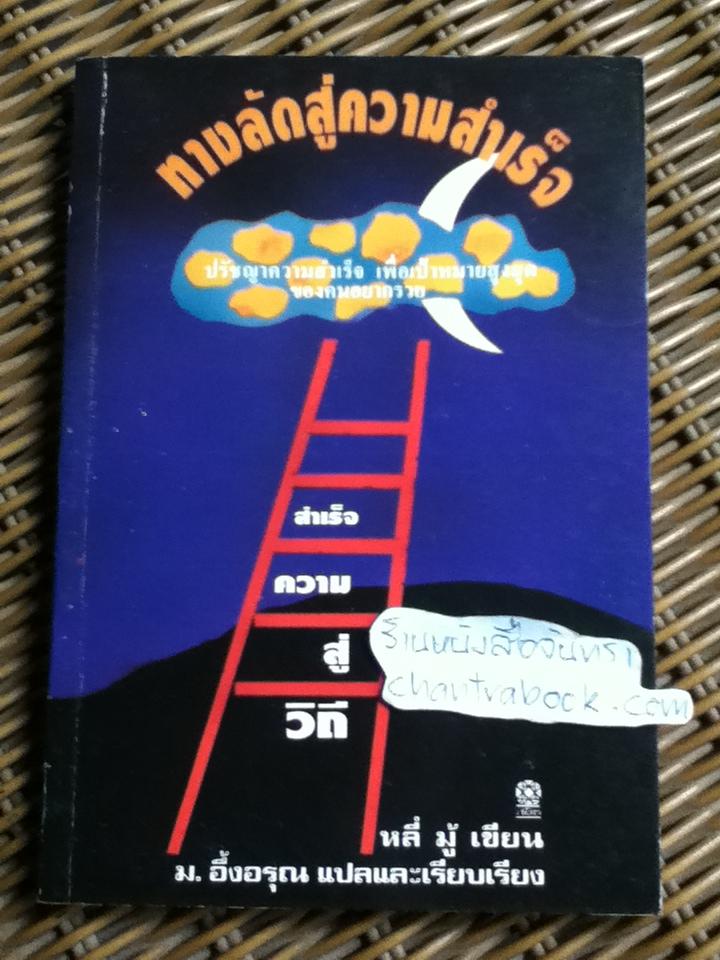 ทางลัดสู่ความสำเร็จ
ปรัชญาความสำเร็จ เพื่อเป้าหมายสูงสุด
ของคนอยากรวย
สำเร็จ
ความ
สู่
วิถี
ร้านหนังสือจันทรา
chantrabook.com
หลี่ มู้ เขียน
ม. อึ้งอรุณ แปลและเรียบเรียง